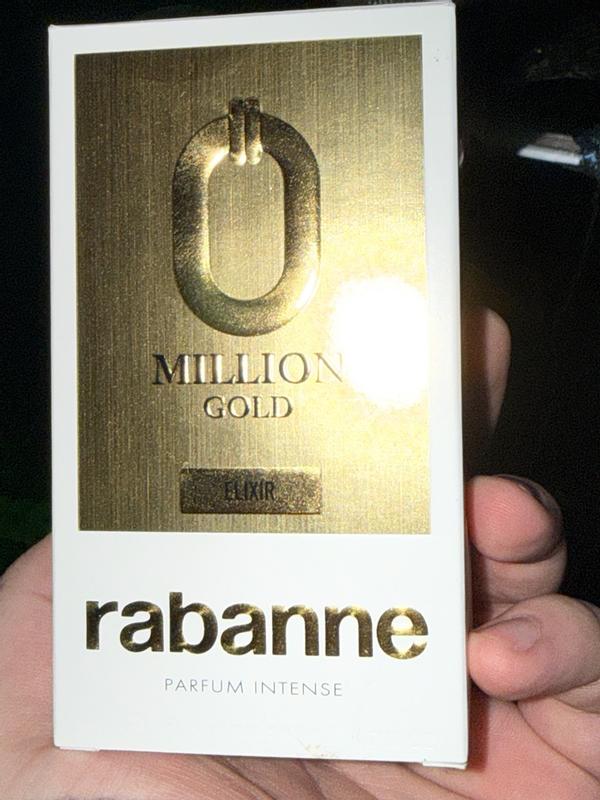 MILLION
GOLD
ELIXIR
rabanne
PARFUM INTENSE